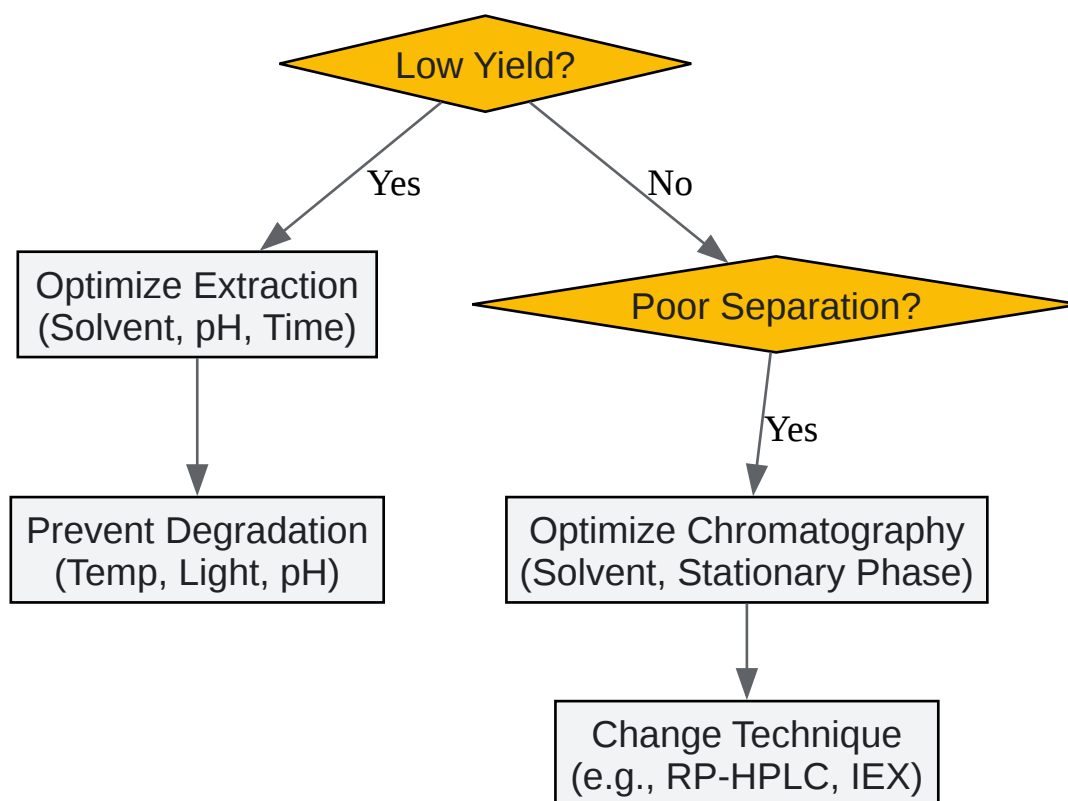 Low Yield?
Yes
No
Optimize Extraction
(Solvent, pH, Time)
Poor Separation?
Yes
Prevent Degradation
(Temp, Light, pH)
Optimize Chromatography
(Solvent, Stationary Phase)
Change Technique
(e.g., RP-HPLC, IEX)